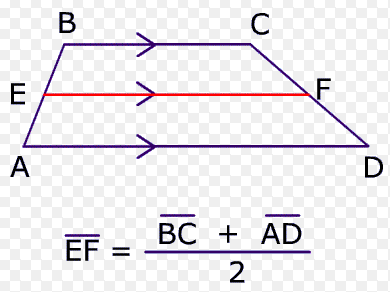 B C
E F
A D
EF = BC + AD
2